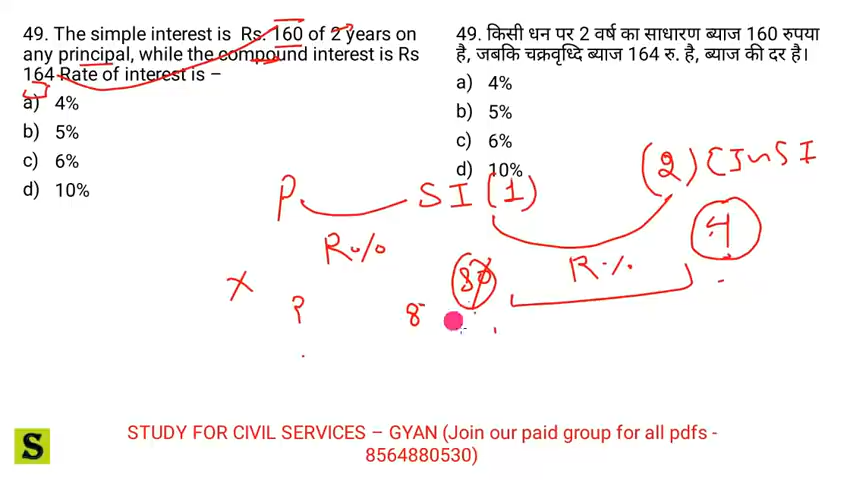 49. The simple interest is Rs. 160 of 2 years on
any principal, while the compound interest is Rs
164 Rate of interest is –
a) 4%
b) 5%
c) 6%
d) 10%
49. किसी धन पर 2 वर्ष का साधारण ब्याज 160 रुपया
है, जबकि चक्रवृध्दि ब्याज 164 रु. है, ब्याज की दर है।
a) 4%
b) 5%
c) 6%
d) 10%
P SI (1) (2) CI
R% R% 4
80
8
S
STUDY FOR CIVIL SERVICES – GYAN (Join our paid group for all pdfs -
8564880530)